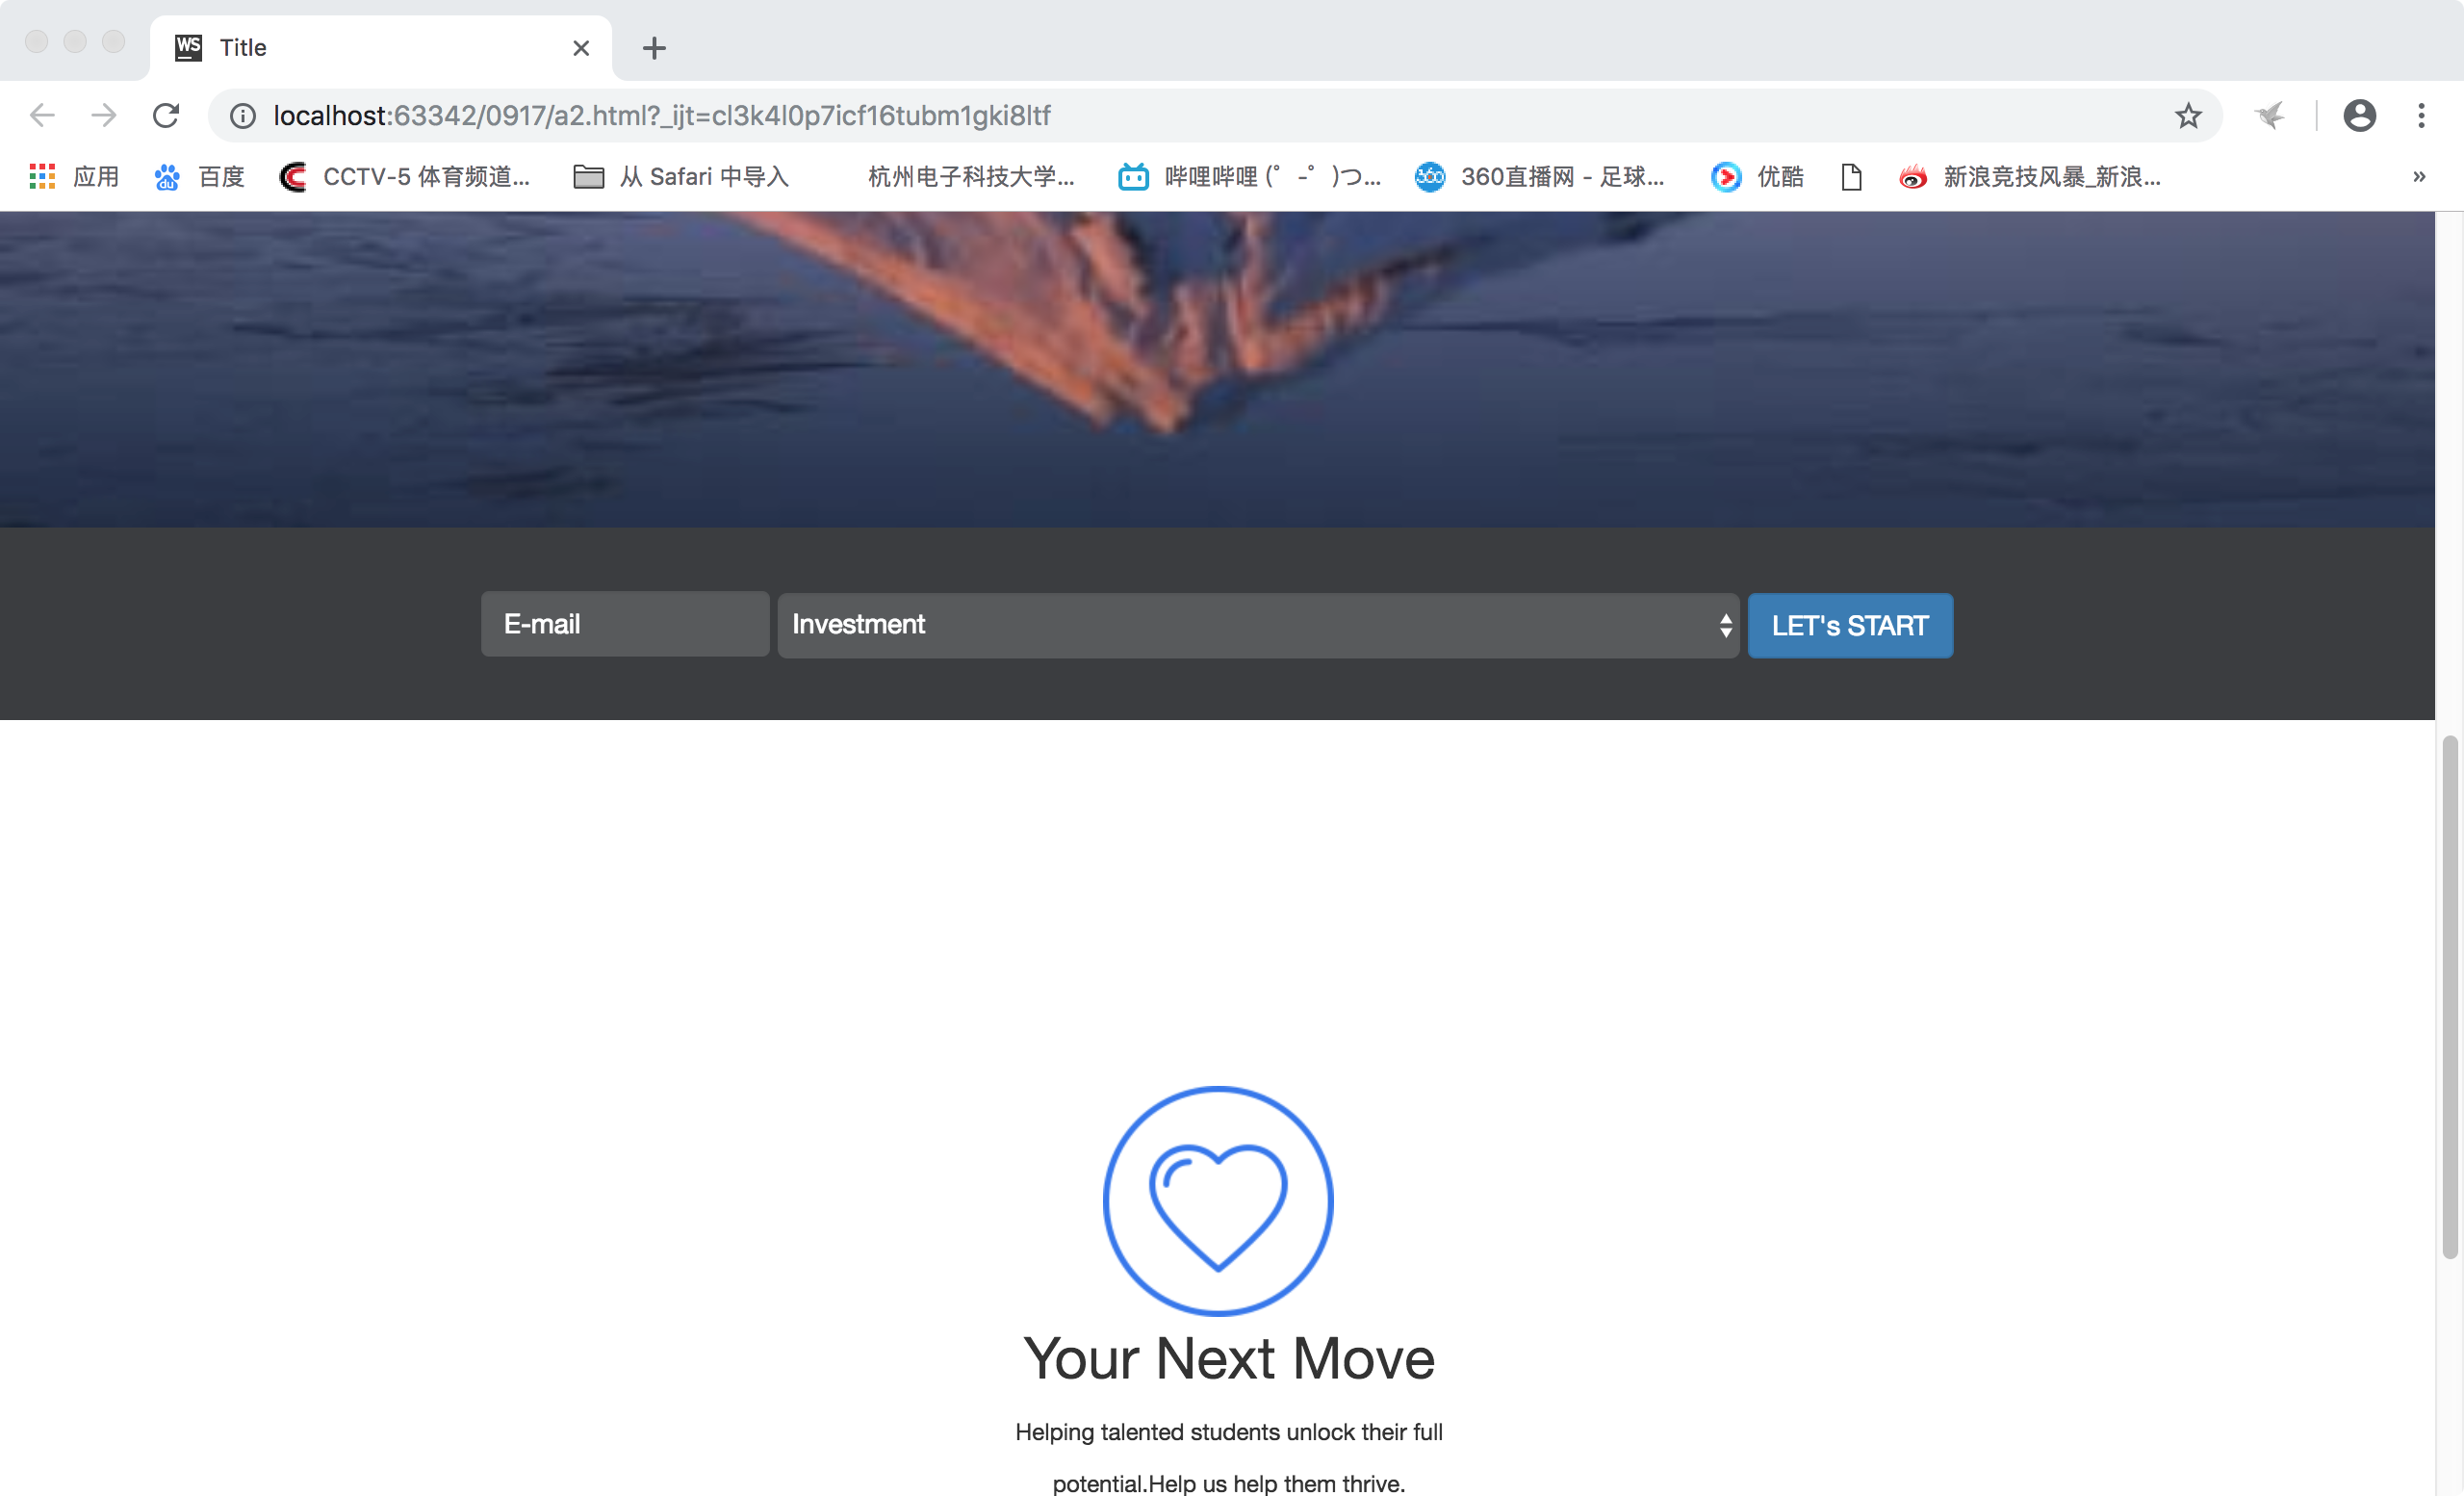 WS Title
localhost:63342/0917/a2.html?_ijt=cl3k4l0p7icf16tubm1gki8ltf
应用 du 百度 CCTV-5 体育频道... 从 Safari 中导入 杭州电子科技大学... 哔哩哔哩 (゜-゜)つ... 360 360直播网 - 足球... 优酷 新浪竞技风暴_新浪... »
E-mail Investment LET's START
Your Next Move
Helping talented students unlock their full
potential.Help us help them thrive.